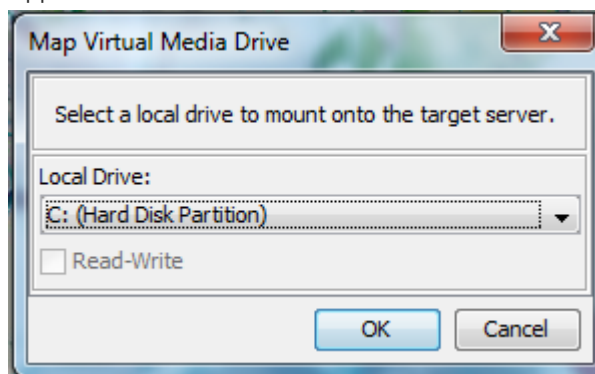 Map Virtual Media Drive
Select a local drive to mount onto the target server.
Local Drive:
C: (Hard Disk Partition)
Read-Write
OK
Cancel